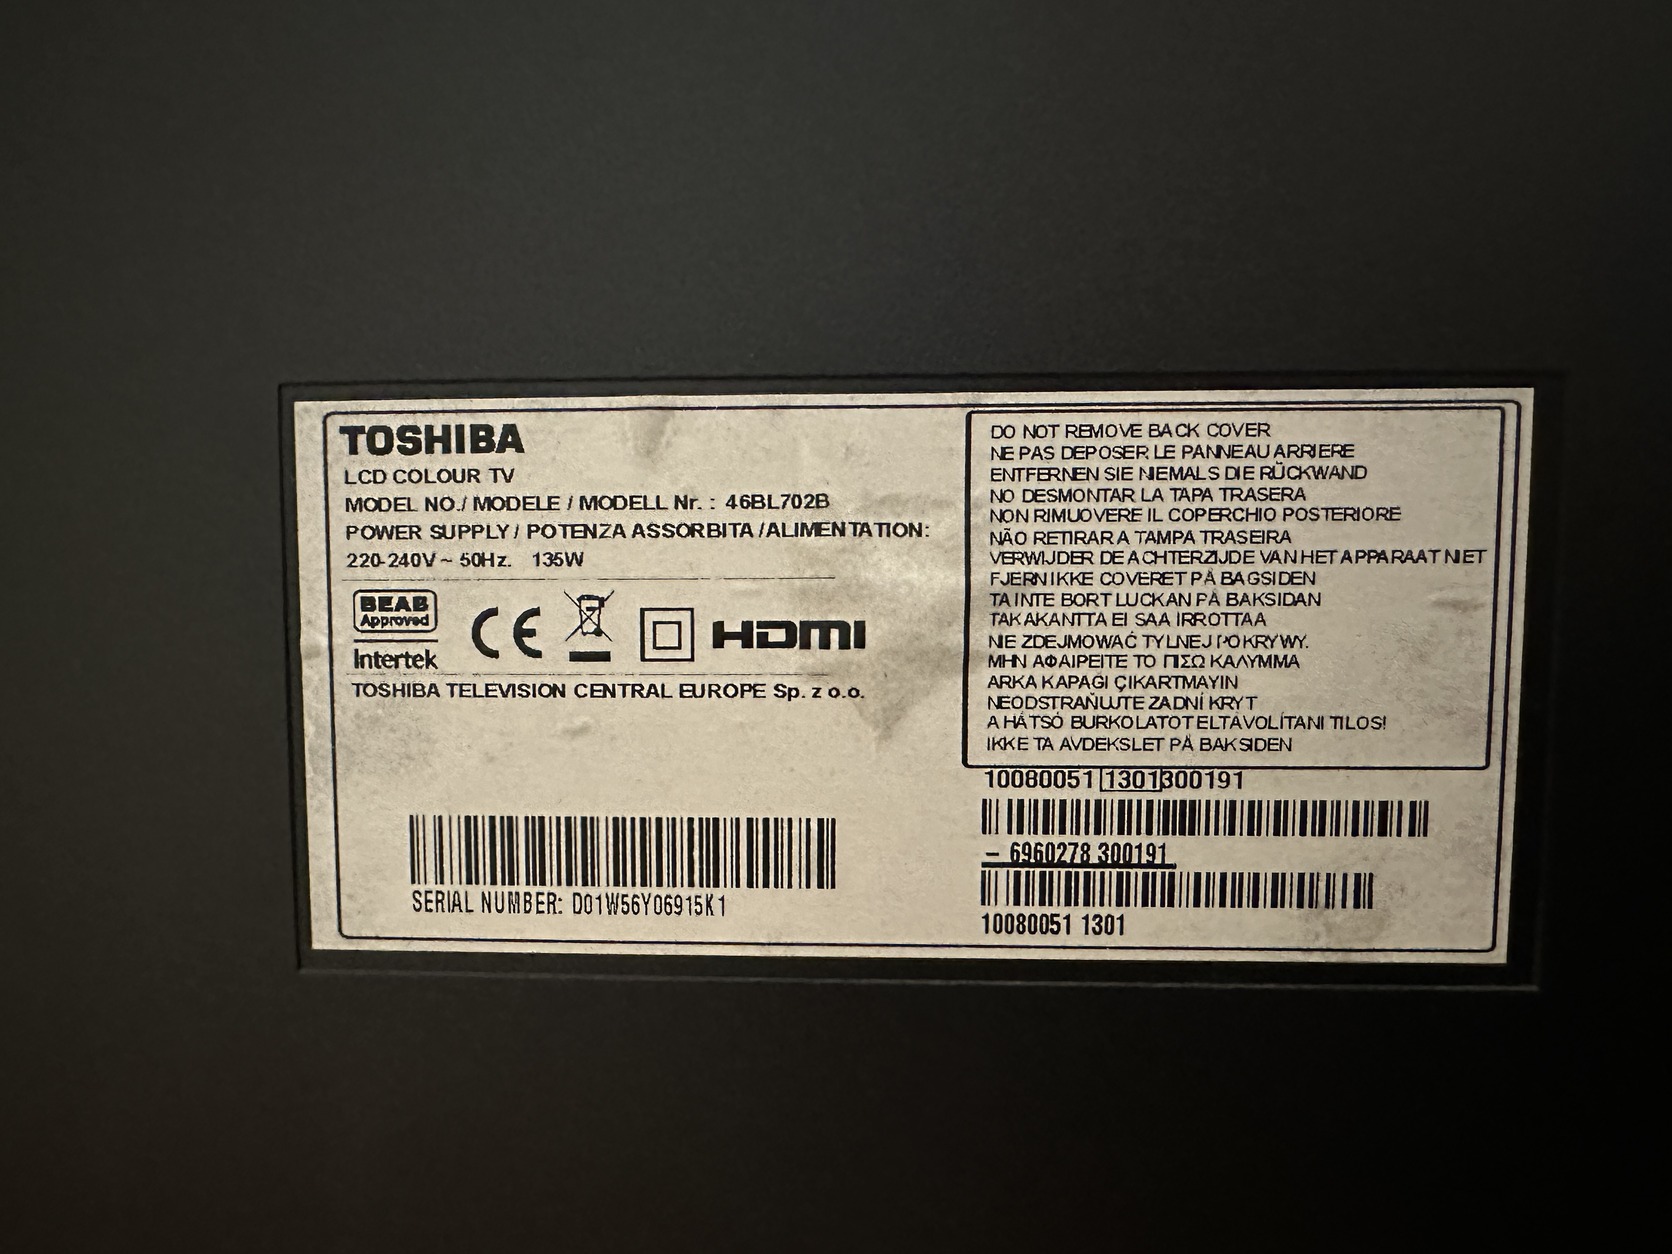 TOSHIBA
LCD COLOUR TV
MODEL NO./ MODELE / MODELL Nr. : 46BL702B
POWER SUPPLY / POTENZA ASSORBITA /ALIMENTATION:
220-240V ~ 50Hz. 135W
BEAB
Approved
Intertek
CE
HDMI
TOSHIBA TELEVISION CENTRAL EUROPE Sp. z o.o.
SERIAL NUMBER: D01W56Y06915K1
DO NOT REMOVE BACK COVER
NE PAS DEPOSER LE PANNEAU ARRIERE
ENTFERNEN SIE NIEMALS DIE RÜCKWAND
NO DESMONTAR LA TAPA TRASERA
NON RIMUOVERE IL COPERCHIO POSTERIORE
NÃO RETIRAR A TAMPA TRASEIRA
VERWIJDER DE ACHTERZIJDE VAN HET APPARAAT NIET
FJERN IKKE COVERET PÅ BAGSIDEN
TA INTE BORT LUCKAN PÅ BAKSIDAN
TAKAKANTTA EI SAA IRROTTAA
NIE ZDEJMOWAĆ TYLNEJ POKRYWY.
ΜΗΝ ΑΦΑΙΡΕΙΤΕ ΤΟ ΠΙΣΩ ΚΑΛΥΜΜΑ
ARKA KAPAĞI ÇIKARTMAYIN
NEODSTRAŇUJTE ZADNÍ KRYT
A HÁTSÓ BURKOLATOT ELTÁVOLÍTANI TILOS!
IKKE TA AVDEKSLET PÅ BAKSIDEN
10080051 1301300191
- 6960278 300191
10080051 1301